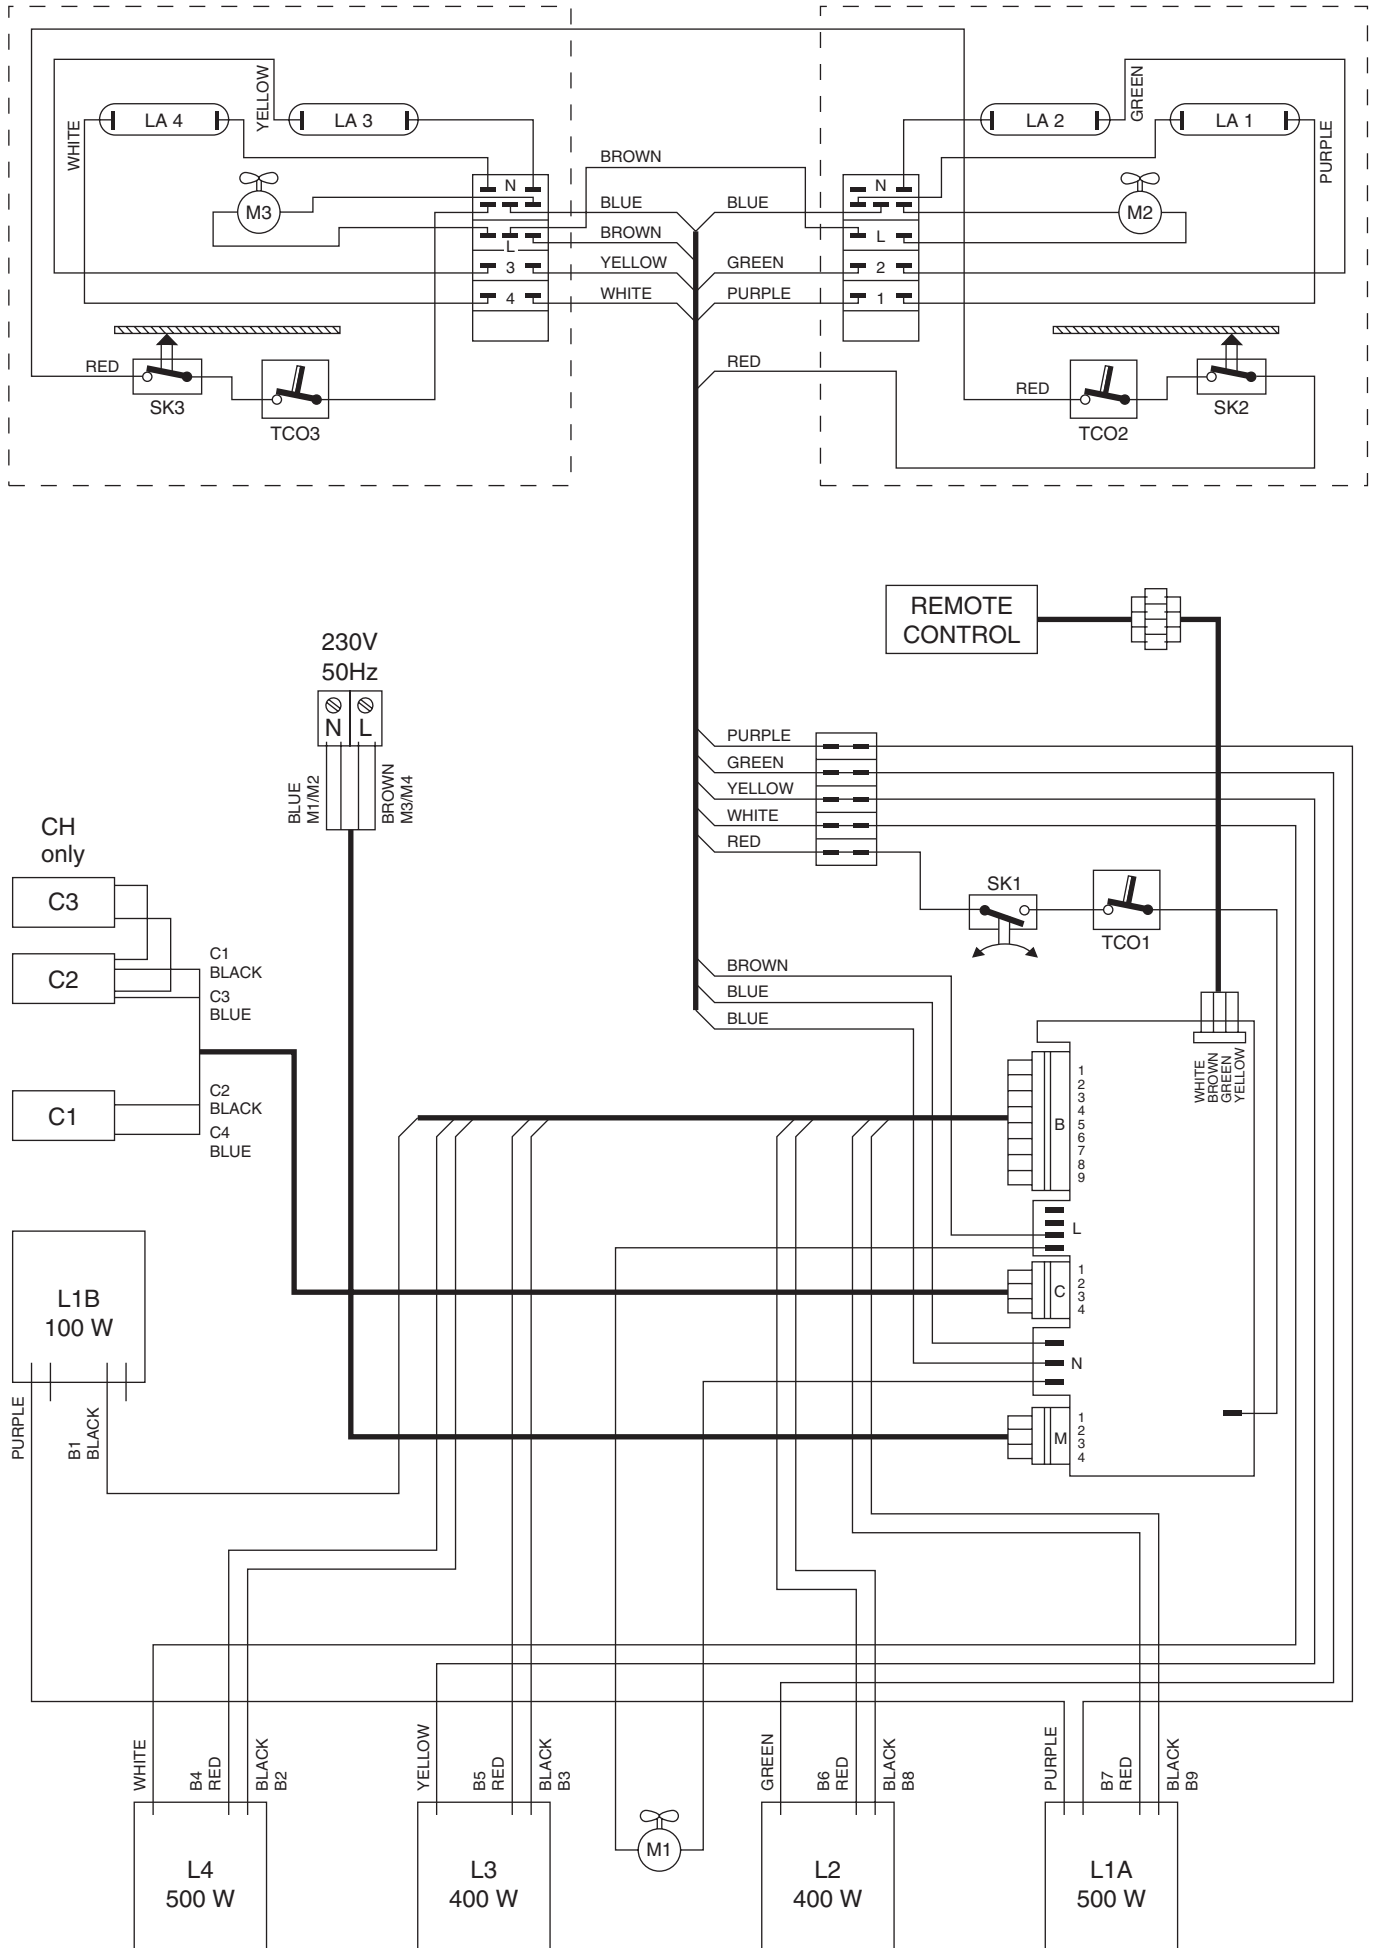 YELLOW
GREEN
LA 4
LA 3
LA 2
LA 1
WHITE
PURPLE
BROWN
N
N
M3
BLUE
BLUE
M2
L
BROWN
L
3
YELLOW
GREEN
2
4
WHITE
PURPLE
1
RED
RED
RED
SK3
SK2
TCO3
TCO2
REMOTE
CONTROL
230V
50Hz
N L
BLUE
M1/M2
BROWN
M3/M4
PURPLE
GREEN
YELLOW
WHITE
RED
CH
only
C3
SK1
TCO1
C2
C1
BLACK
C3
BLUE
BROWN
BLUE
BLUE
WHITE
BROWN
GREEN
YELLOW
C1
C2
BLACK
C4
BLUE
B
1
2
3
4
5
6
7
8
9
L
C
1
2
3
4
L1B
100 W
N
PURPLE
B1
BLACK
M
1
2
3
4
WHITE
B4
RED
BLACK
B2
YELLOW
B5
RED
BLACK
B3
GREEN
B6
RED
BLACK
B8
PURPLE
B7
RED
BLACK
B9
M1
L4
500 W
L3
400 W
L2
400 W
L1A
500 W